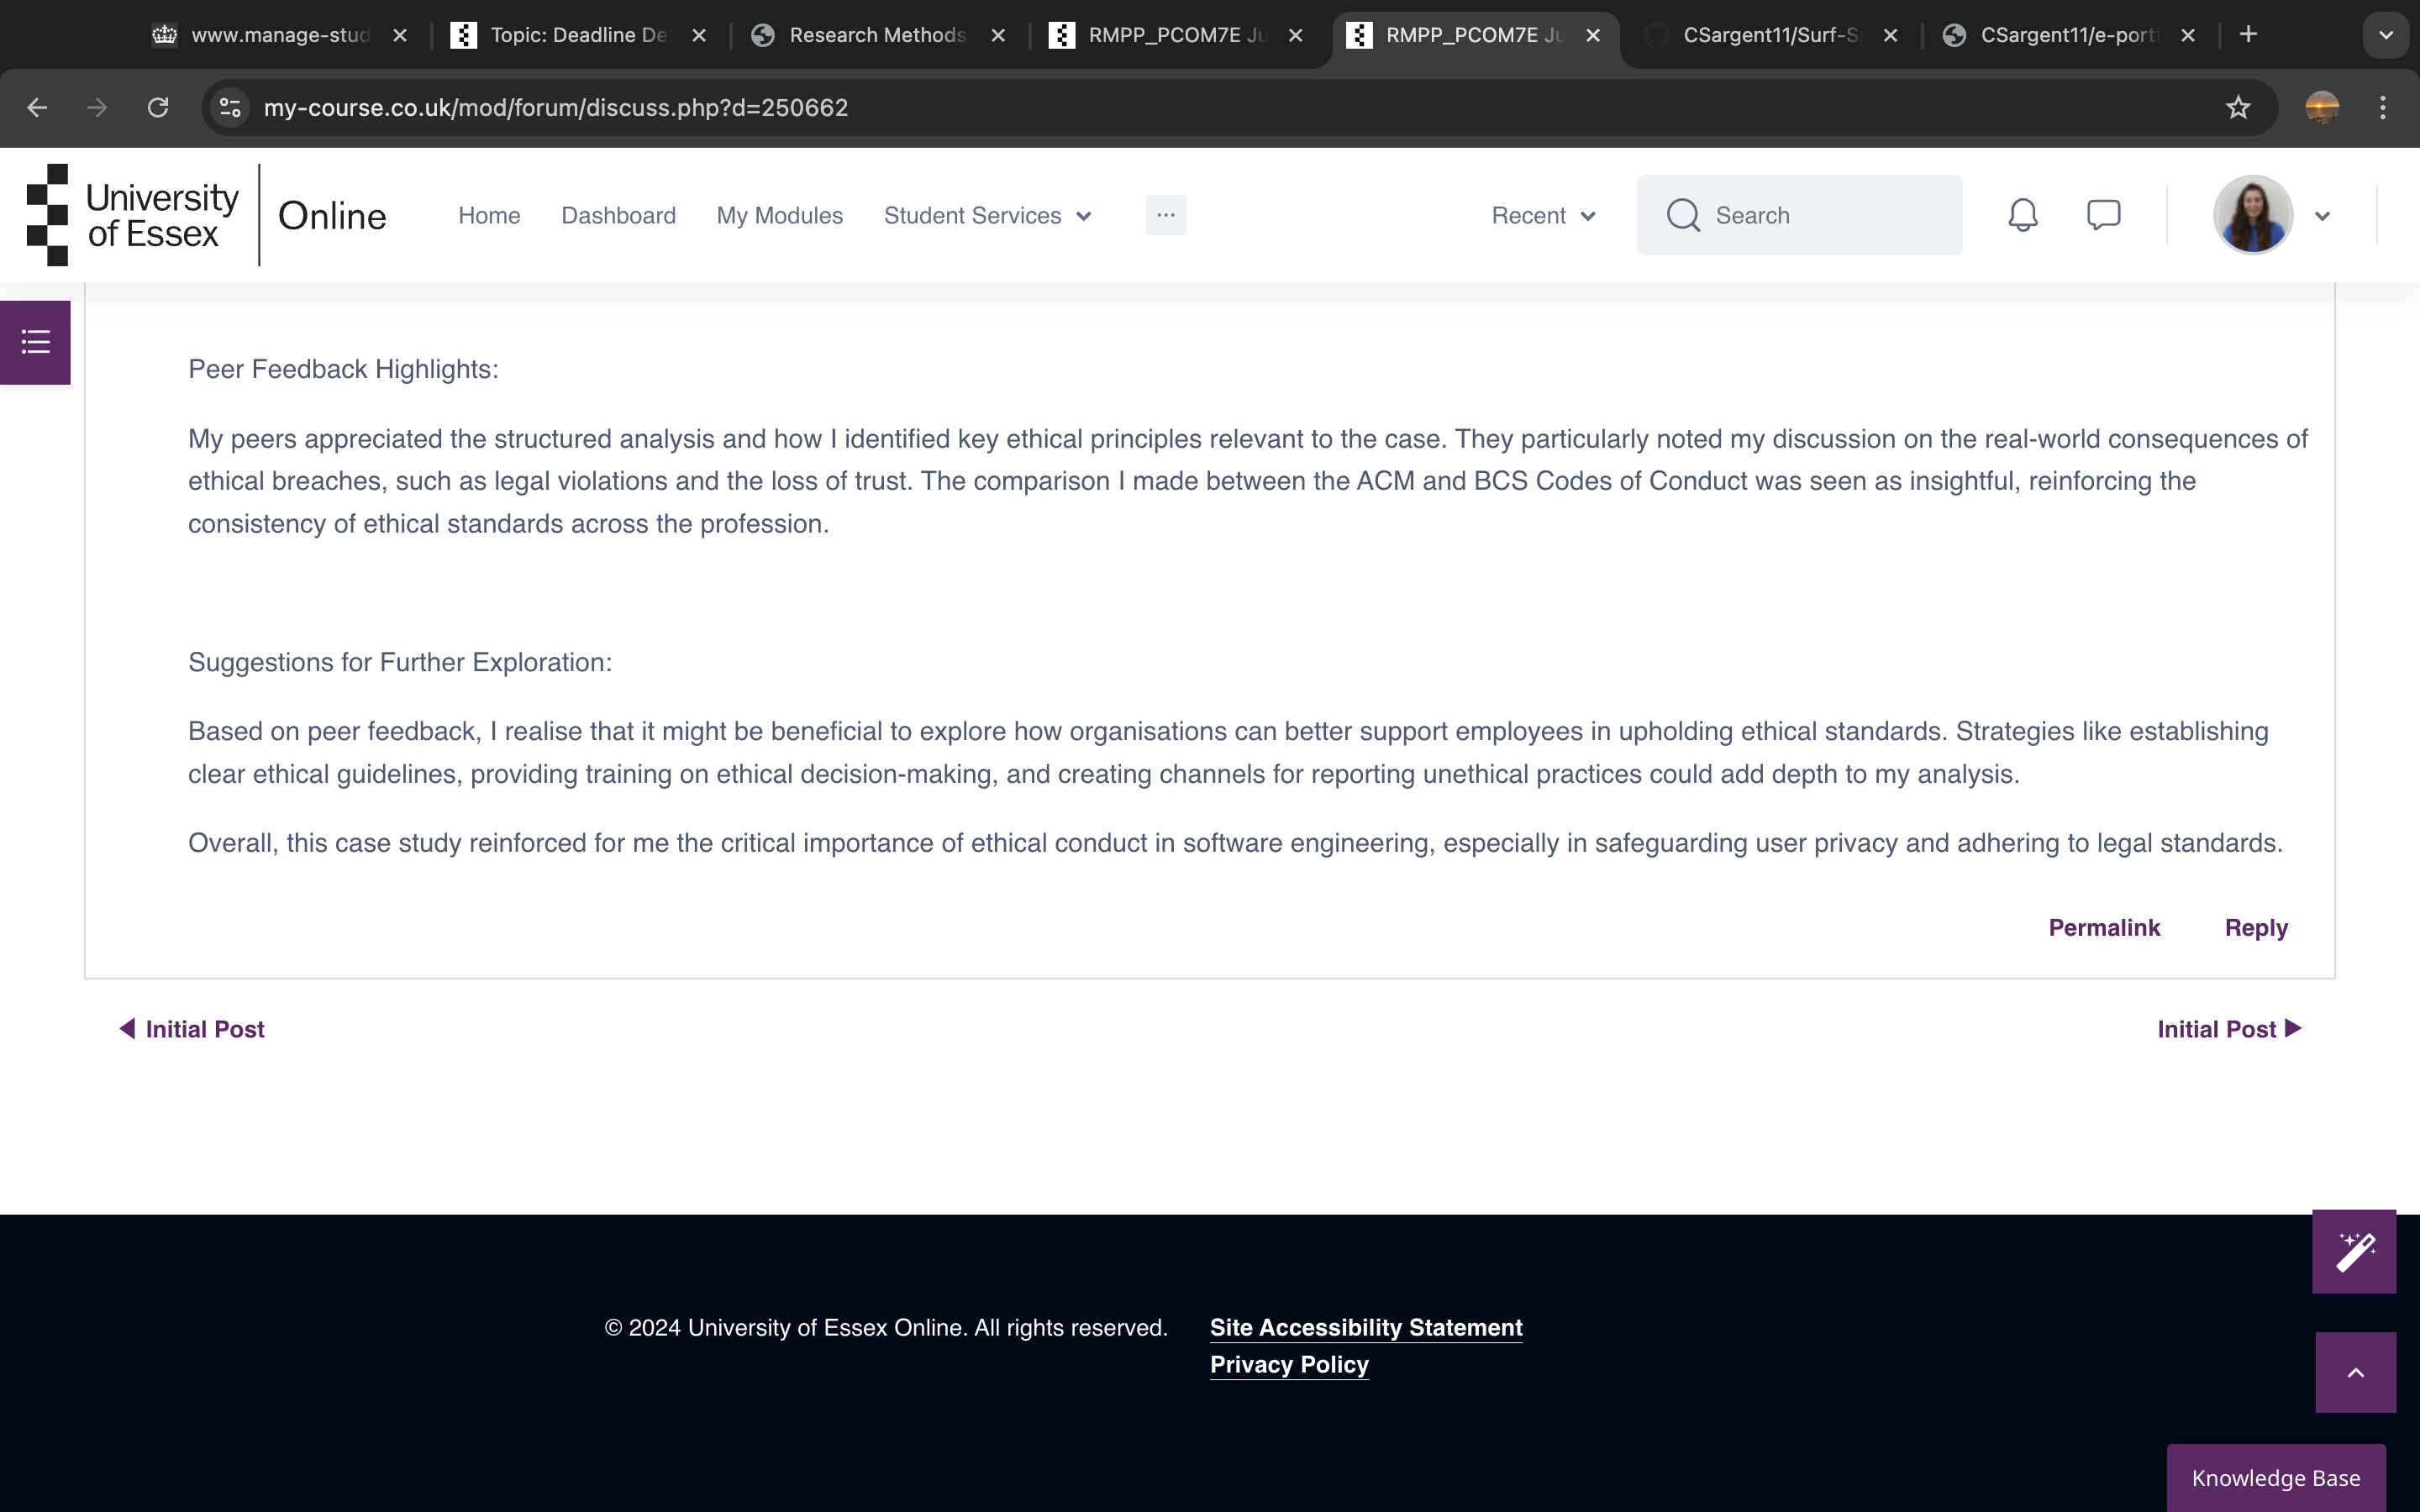 www.manage-stud
Topic: Deadline De
Research Methods
RMPP_PCOM7E Ju
RMPP_PCOM7E Ju
CSargent11/Surf-S
CSargent11/e-port
my-course.co.uk/mod/forum/discuss.php?d=250662
University
of Essex
Online
Home
Dashboard
My Modules
Student Services
Recent
Search
Peer Feedback Highlights:
My peers appreciated the structured analysis and how I identified key ethical principles relevant to the case. They particularly noted my discussion on the real-world consequences of
ethical breaches, such as legal violations and the loss of trust. The comparison I made between the ACM and BCS Codes of Conduct was seen as insightful, reinforcing the
consistency of ethical standards across the profession.
Suggestions for Further Exploration:
Based on peer feedback, I realise that it might be beneficial to explore how organisations can better support employees in upholding ethical standards. Strategies like establishing
clear ethical guidelines, providing training on ethical decision-making, and creating channels for reporting unethical practices could add depth to my analysis.
Overall, this case study reinforced for me the critical importance of ethical conduct in software engineering, especially in safeguarding user privacy and adhering to legal standards.
Permalink
Reply
Initial Post
Initial Post
© 2024 University of Essex Online. All rights reserved.
Site Accessibility Statement
Privacy Policy
Knowledge Base